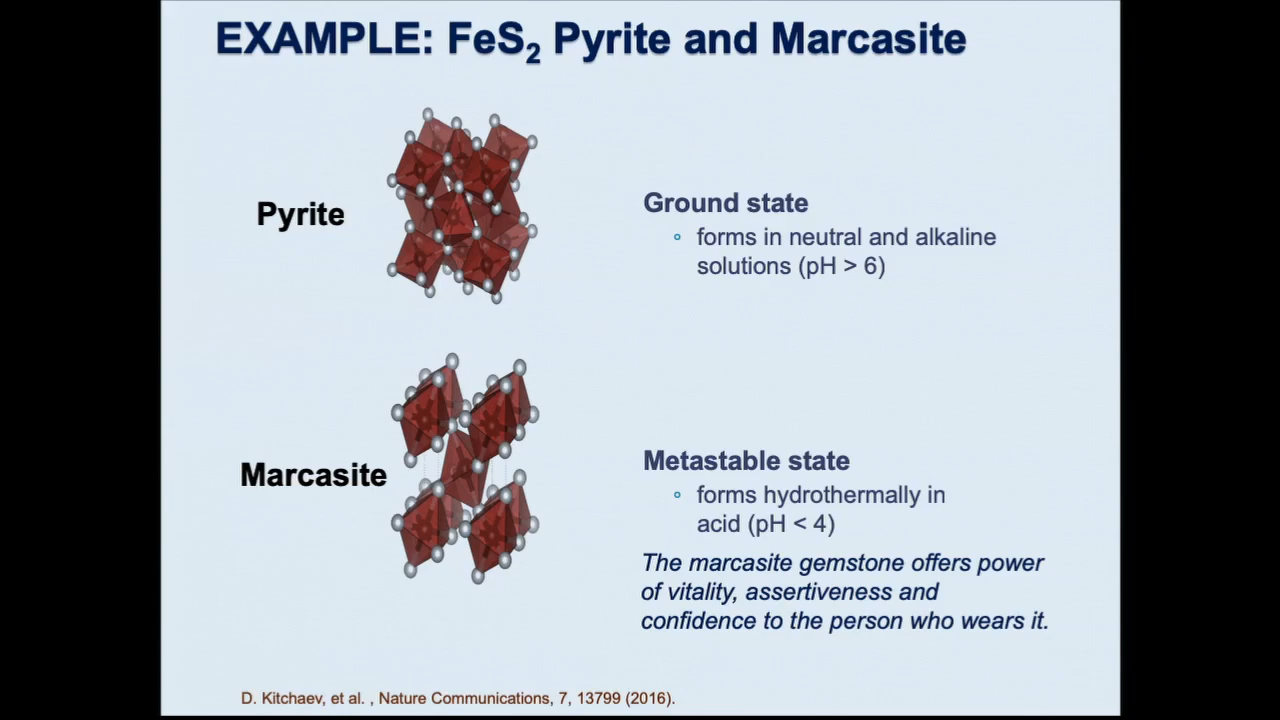 EXAMPLE: FeS2 Pyrite and Marcasite
Pyrite
Ground state
◦ forms in neutral and alkaline
solutions (pH > 6)
Marcasite
Metastable state
◦ forms hydrothermally in
acid (pH < 4)
The marcasite gemstone offers power
of vitality, assertiveness and
confidence to the person who wears it.
D. Kitchaev, et al. , Nature Communications, 7, 13799 (2016).